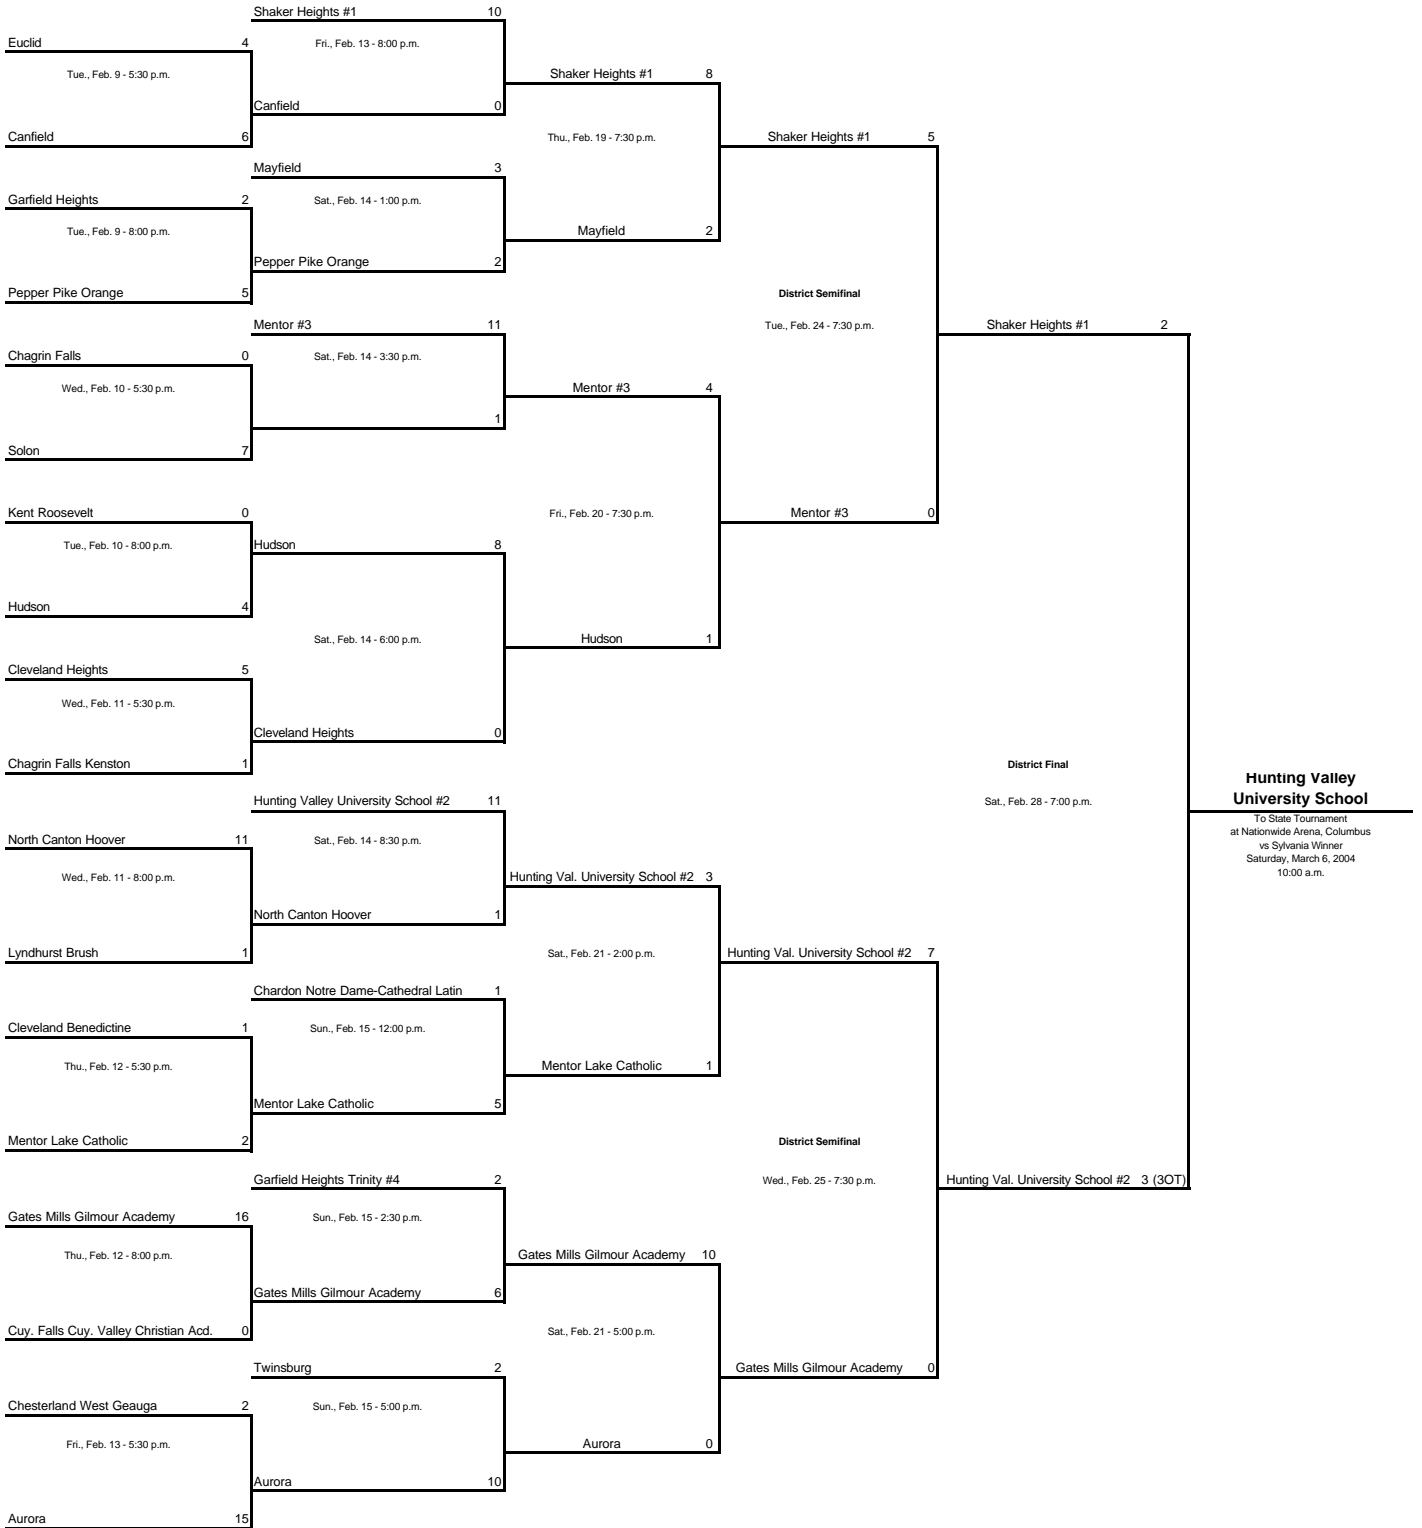 Shaker Heights #1 10
Euclid 4
Fri., Feb. 13 - 8:00 p.m.
Tue., Feb. 9 - 5:30 p.m.
Shaker Heights #1 8
Canfield 0
Canfield 6
Thu., Feb. 19 - 7:30 p.m.
Shaker Heights #1 5
Mayfield 3
Garfield Heights 2
Sat., Feb. 14 - 1:00 p.m.
Tue., Feb. 9 - 8:00 p.m.
Mayfield 2
Pepper Pike Orange 2
Pepper Pike Orange 5
District Semifinal
Mentor #3 11
Tue., Feb. 24 - 7:30 p.m.
Shaker Heights #1 2
Chagrin Falls 0
Sat., Feb. 14 - 3:30 p.m.
Wed., Feb. 10 - 5:30 p.m.
Mentor #3 4
1
Solon 7
Kent Roosevelt 0
Fri., Feb. 20 - 7:30 p.m.
Mentor #3 0
Tue., Feb. 10 - 8:00 p.m.
Hudson 8
Hudson 4
Sat., Feb. 14 - 6:00 p.m.
Hudson 1
Cleveland Heights 5
Wed., Feb. 11 - 5:30 p.m.
Cleveland Heights 0
Chagrin Falls Kenston 1
District Final
Hunting Valley
University School
Hunting Valley University School #2 11
Sat., Feb. 28 - 7:00 p.m.
To State Tournament
at Nationwide Arena, Columbus
vs Sylvania Winner
Saturday, March 6, 2004
10:00 a.m.
North Canton Hoover 11
Sat., Feb. 14 - 8:30 p.m.
Wed., Feb. 11 - 8:00 p.m.
Hunting Val. University School #2 3
North Canton Hoover 1
Lyndhurst Brush 1
Sat., Feb. 21 - 2:00 p.m.
Hunting Val. University School #2 7
Chardon Notre Dame-Cathedral Latin 1
Cleveland Benedictine 1
Sun., Feb. 15 - 12:00 p.m.
Thu., Feb. 12 - 5:30 p.m.
Mentor Lake Catholic 1
Mentor Lake Catholic 5
Mentor Lake Catholic 2
District Semifinal
Garfield Heights Trinity #4 2
Wed., Feb. 25 - 7:30 p.m.
Hunting Val. University School #2 3 (3OT)
Gates Mills Gilmour Academy 16
Sun., Feb. 15 - 2:30 p.m.
Thu., Feb. 12 - 8:00 p.m.
Gates Mills Gilmour Academy 10
Gates Mills Gilmour Academy 6
Cuy. Falls Cuy. Valley Christian Acd. 0
Sat., Feb. 21 - 5:00 p.m.
Twinsburg 2
Gates Mills Gilmour Academy 0
Chesterland West Geauga 2
Sun., Feb. 15 - 5:00 p.m.
Fri., Feb. 13 - 5:30 p.m.
Aurora 0
Aurora 10
Aurora 15